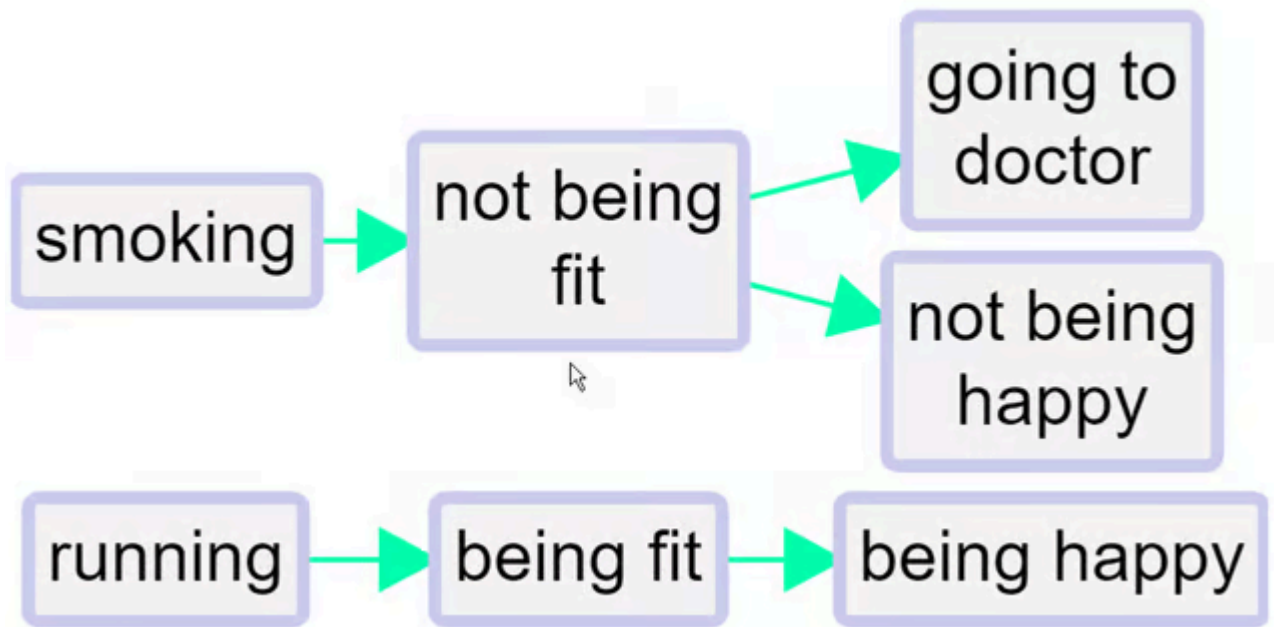 smoking
not being
fit
going to
doctor
not being
happy
running
being fit
being happy